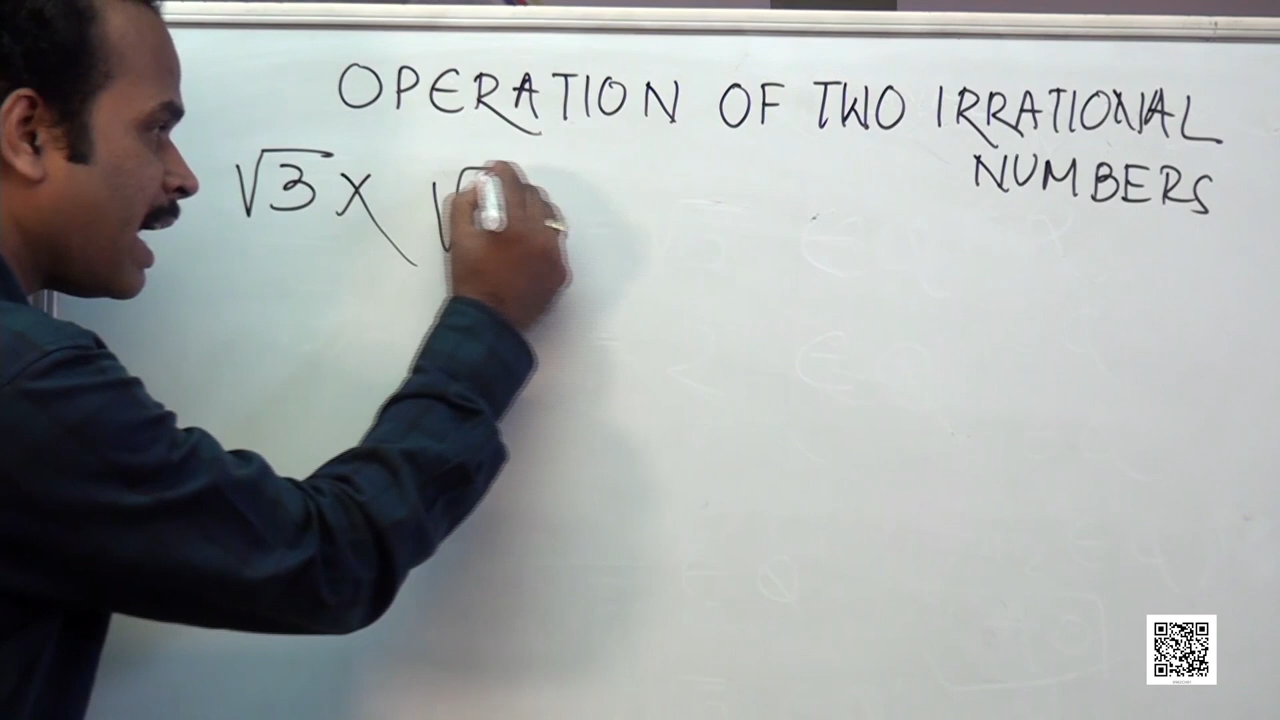 OPERATION OF TWO IRRATIONAL
NUMBERS
√3 x √